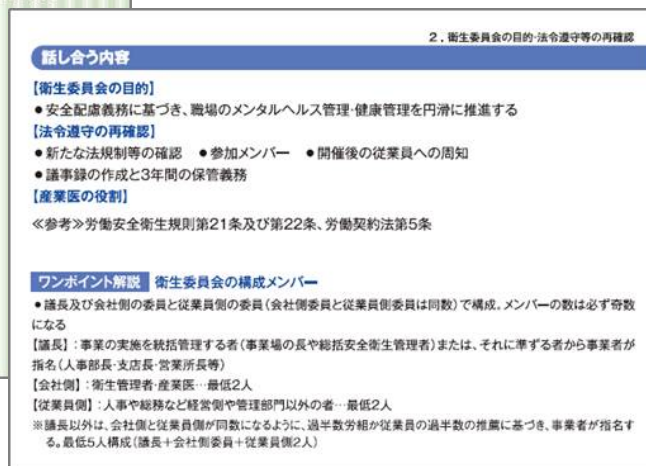 2．衛生委員会の目的・法令遵守等の再確認
話し合う内容
【衛生委員会の目的】
●安全配慮義務に基づき、職場のメンタルヘルス管理・健康管理を円滑に推進する
【法令遵守の再確認】
●新たな法規制等の確認　●参加メンバー　●開催後の従業員への周知
●議事録の作成と3年間の保管義務
【産業医の役割】
≪参考≫労働安全衛生規則第21条及び第22条、労働契約法第5条
ワンポイント解説　衛生委員会の構成メンバー
●議長及び会社側の委員と従業員側の委員（会社側委員と従業員側委員は同数）で構成。メンバーの数は必ず奇数
になる
【議長】：事業の実施を統括管理する者（事業場の長や総括安全衛生管理者）または、それに準ずる者から事業者が
指名（人事部長・支店長・営業所長等）
【会社側】：衛生管理者・産業医…最低2人
【従業員側】：人事や総務など経営側や管理部門以外の者…最低2人
※議長以外は、会社側と従業員側が同数になるように、過半数労組か従業員の過半数の推薦に基づき、事業者が指名す
る。最低5人構成（議長＋会社側委員＋従業員側2人）